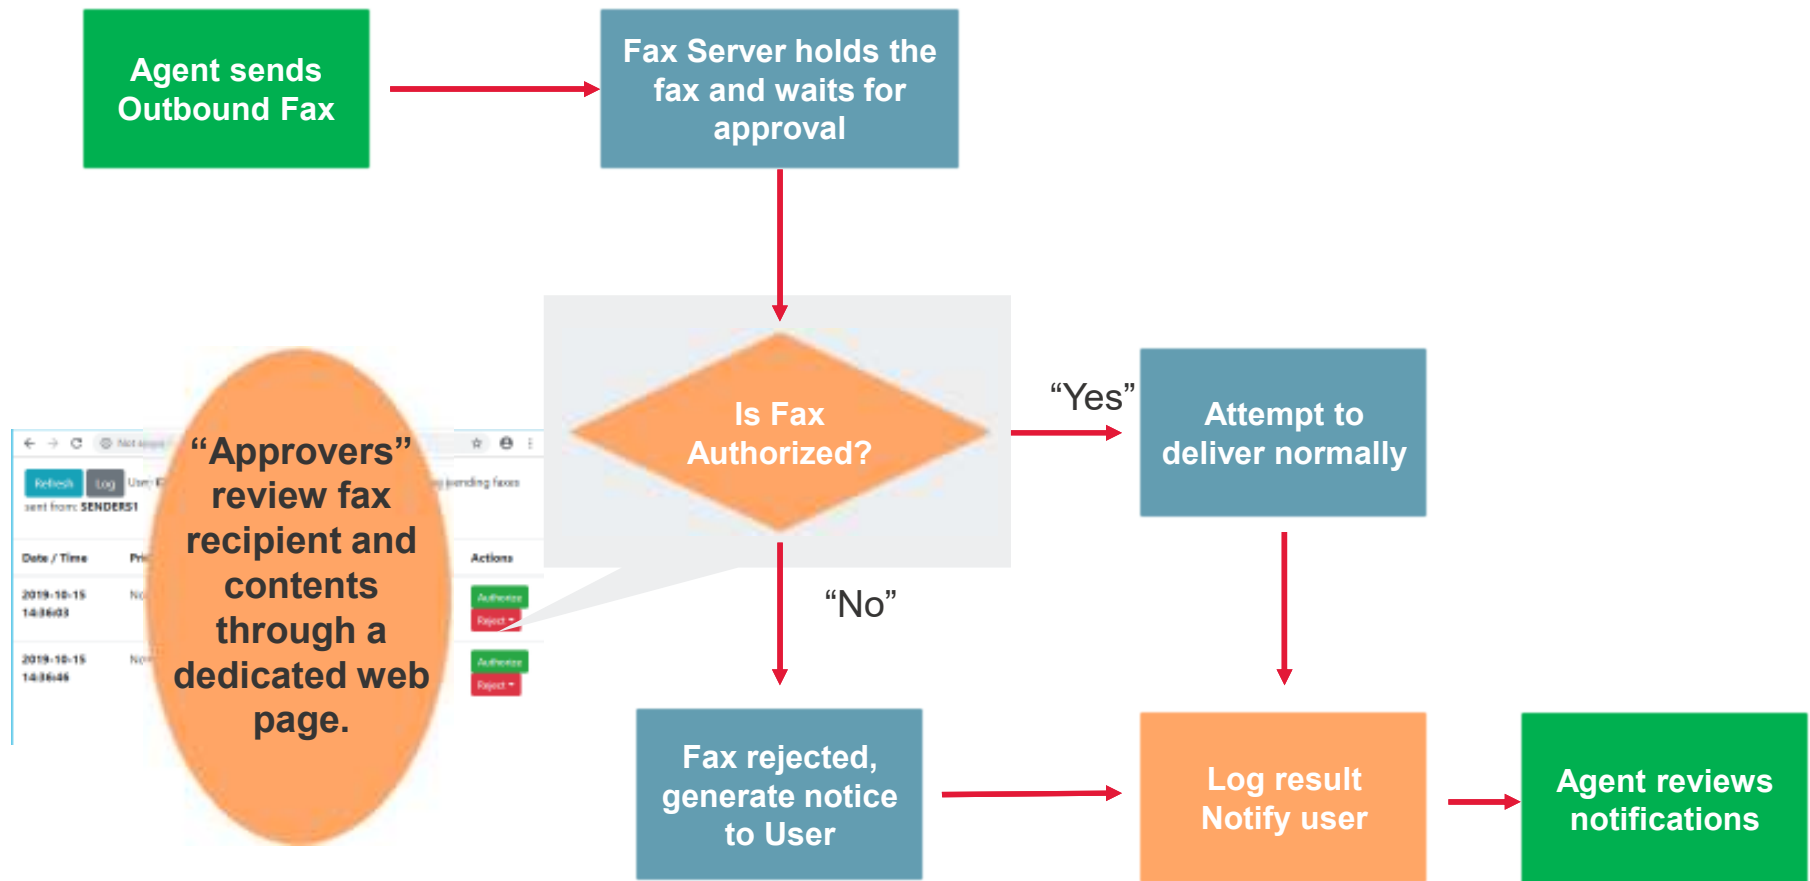 Agent sends
Outbound Fax
Fax Server holds the
fax and waits for
approval
Is Fax
Authorized?
“Yes”
Attempt to
deliver normally
“No”
“Approvers”
review fax
recipient and
contents
through a
dedicated web
page.
Refresh
Log
pending faxes
sent from: SENDERS1
Date / Time
Actions
2019-10-15
14:36:03
Authorize
Reject
2019-10-15
14:36:46
Authorize
Reject
Fax rejected,
generate notice
to User
Log result
Notify user
Agent reviews
notifications